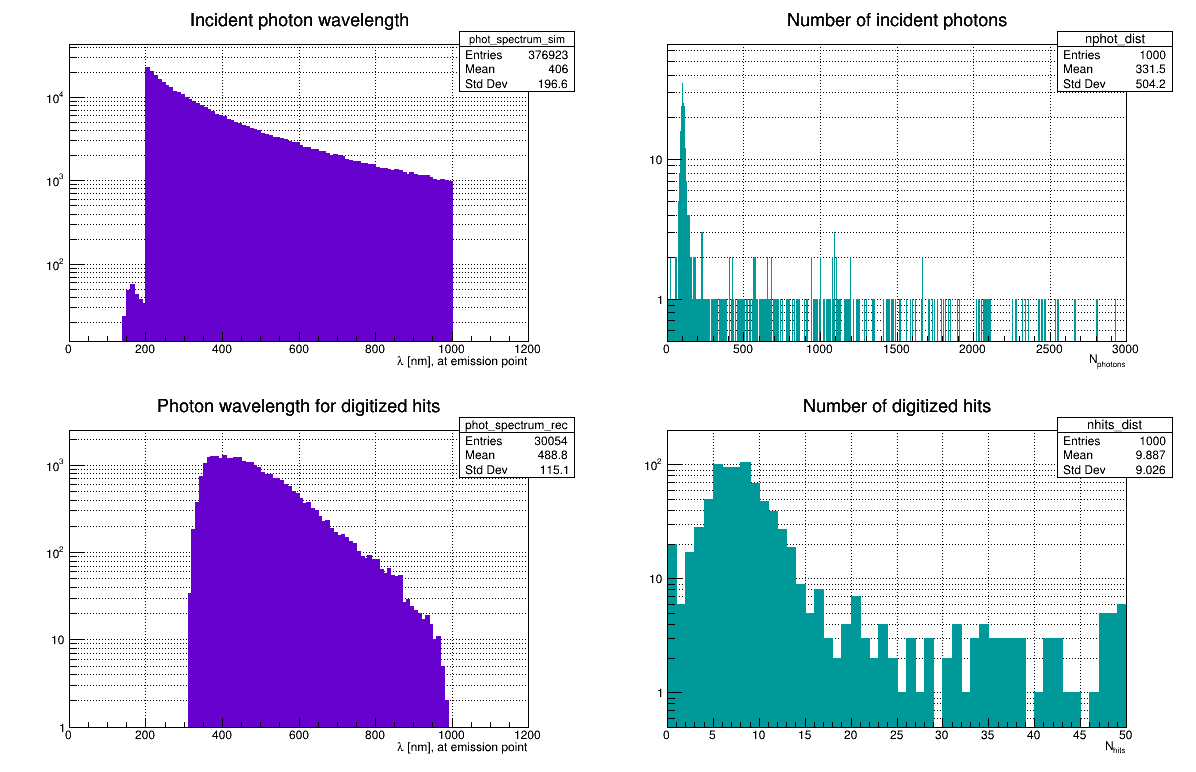 Incident photon wavelength
phot_spectrum_sim
Entries 376923
Mean 406
Std Dev 196.6
10^4
10^3
10^2
0 200 400 600 800 1000 1200
λ [nm], at emission point
Number of incident photons
nphot_dist
Entries 1000
Mean 331.5
Std Dev 504.2
10
1
0 500 1000 1500 2000 2500 3000
N_photons
Photon wavelength for digitized hits
phot_spectrum_rec
Entries 30054
Mean 488.8
Std Dev 115.1
10^3
10^2
10
1
0 200 400 600 800 1000 1200
λ [nm], at emission point
Number of digitized hits
nhits_dist
Entries 1000
Mean 9.887
Std Dev 9.026
10^2
10
1
0 5 10 15 20 25 30 35 40 45 50
N_hits